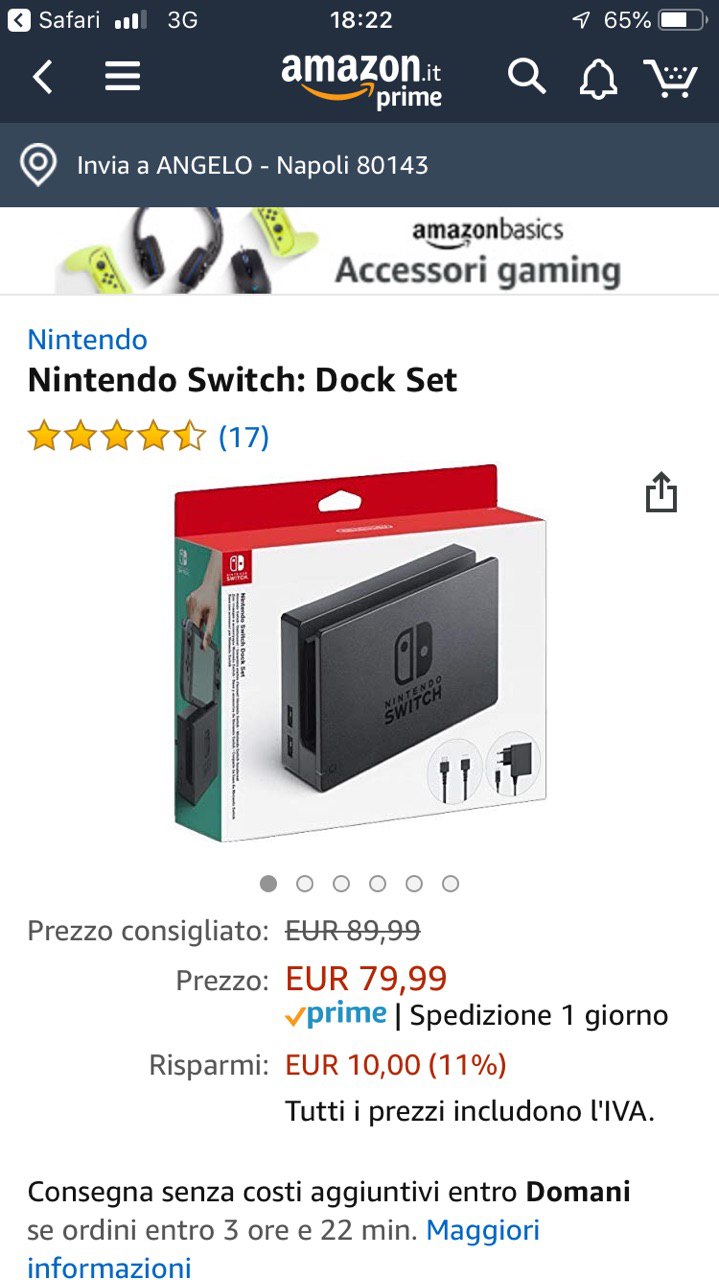 Safari 3G 18:22 65%
amazon.it
prime
Invia a ANGELO - Napoli 80143
amazonbasics
Accessori gaming
Nintendo
Nintendo Switch: Dock Set
(17)
NINTENDO
SWITCH
Nintendo Switch Dock Set
NINTENDO
SWITCH
Prezzo consigliato: EUR 89,99
Prezzo: EUR 79,99
prime | Spedizione 1 giorno
Risparmi: EUR 10,00 (11%)
Tutti i prezzi includono l'IVA.
Consegna senza costi aggiuntivi entro Domani
se ordini entro 3 ore e 22 min. Maggiori
informazioni